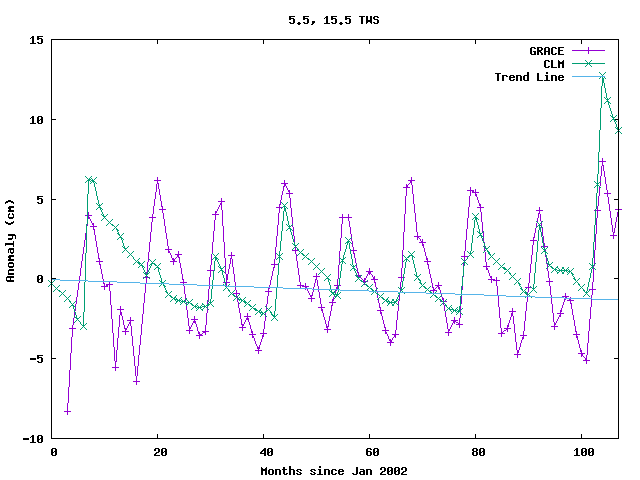 5.5, 15.5 TWS
15
GRACE
CLM
Trend Line
10
5
Anomaly (cm)
0
-5
-10
0 20 40 60 80 100
Months since Jan 2002